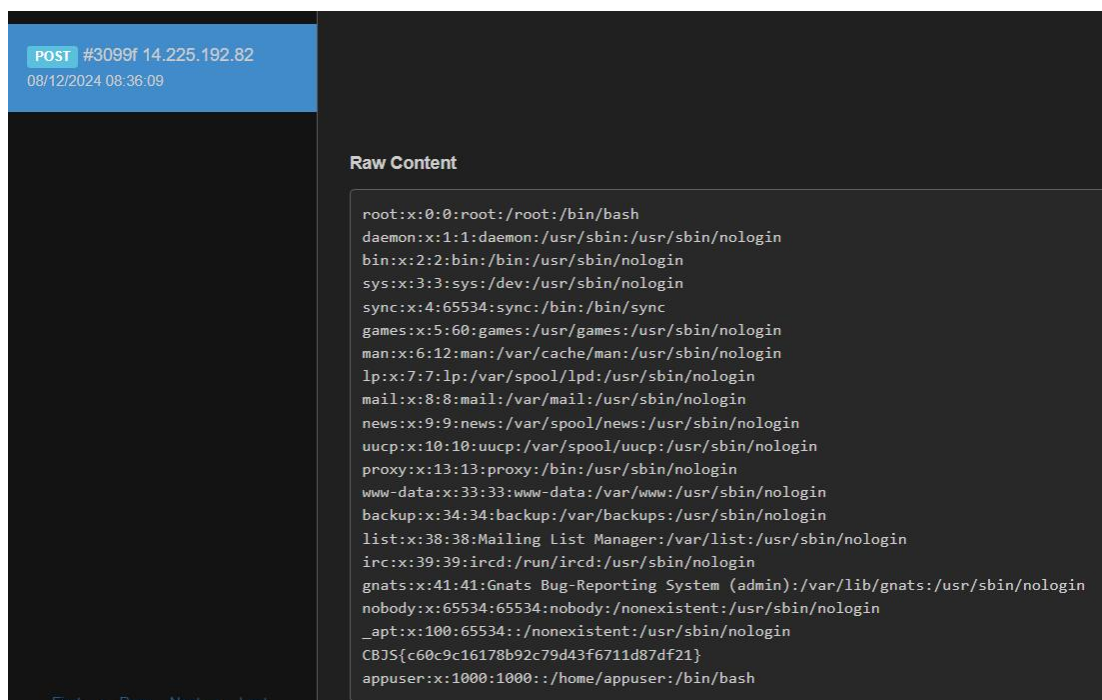 POST #3099f 14.225.192.82
08/12/2024 08:36:09
Raw Content
root:x:0:0:root:/root:/bin/bash
daemon:x:1:1:daemon:/usr/sbin:/usr/sbin/nologin
bin:x:2:2:bin:/bin:/usr/sbin/nologin
sys:x:3:3:sys:/dev:/usr/sbin/nologin
sync:x:4:65534:sync:/bin:/bin/sync
games:x:5:60:games:/usr/games:/usr/sbin/nologin
man:x:6:12:man:/var/cache/man:/usr/sbin/nologin
lp:x:7:7:lp:/var/spool/lpd:/usr/sbin/nologin
mail:x:8:8:mail:/var/mail:/usr/sbin/nologin
news:x:9:9:news:/var/spool/news:/usr/sbin/nologin
uucp:x:10:10:uucp:/var/spool/uucp:/usr/sbin/nologin
proxy:x:13:13:proxy:/bin:/usr/sbin/nologin
www-data:x:33:33:www-data:/var/www:/usr/sbin/nologin
backup:x:34:34:backup:/var/backups:/usr/sbin/nologin
list:x:38:38:Mailing List Manager:/var/list:/usr/sbin/nologin
irc:x:39:39:ircd:/run/ircd:/usr/sbin/nologin
gnats:x:41:41:Gnats Bug-Reporting System (admin):/var/lib/gnats:/usr/sbin/nologin
nobody:x:65534:65534:nobody:/nonexistent:/usr/sbin/nologin
_apt:x:100:65534::/nonexistent:/usr/sbin/nologin
CBJS{c60c9c16178b92c79d43f6711d87df21}
appuser:x:1000:1000::/home/appuser:/bin/bash